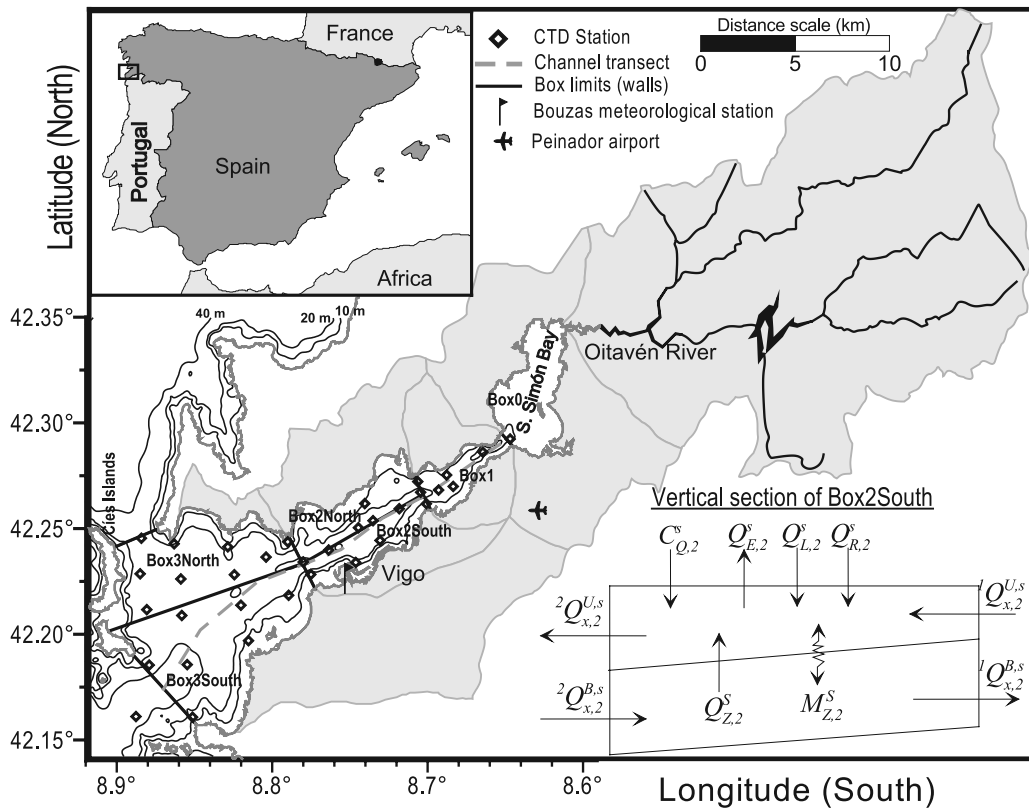 Latitude (North)
France
Portugal
Spain
Africa
CTD Station
Channel transect
Box limits (walls)
Bouzas meteorological station
Peinador airport
Distance scale (km)
0 5 10
42.35°
42.30°
42.25°
42.20°
42.15°
40 m
20 m
10 m
Oitavén River
S. Simón Bay
Box0
Box1
Cies Islands
Box2North
Box2South
Box3North
Vigo
Box3South
Vertical section of Box2South
C^s_{Q,2} Q^s_{E,2} Q^s_{L,2} Q^s_{R,2}
²Q^{U,s}_{x,2} ¹Q^{U,s}_{x,2}
²Q^{B,s}_{x,2} Q^S_{Z,2} M^S_{Z,2} ¹Q^{B,s}_{x,2}
8.9° 8.8° 8.7° 8.6°
Longitude (South)